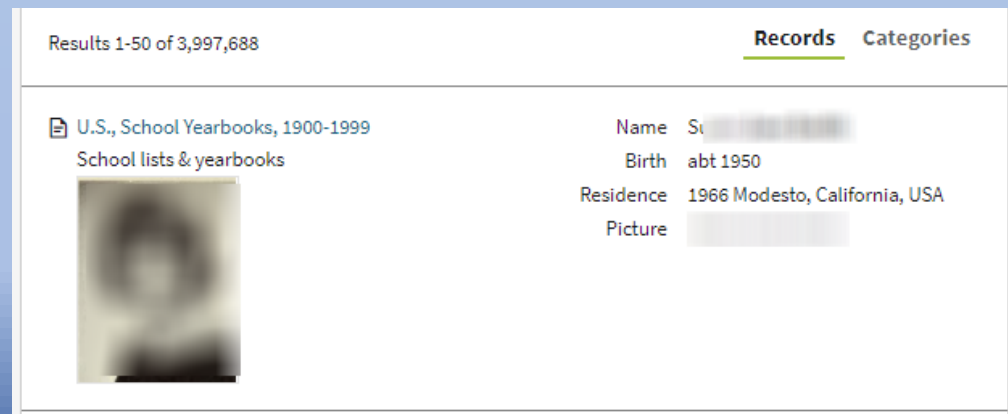 Results 1-50 of 3,997,688
Records Categories
U.S., School Yearbooks, 1900-1999
School lists & yearbooks
Name
Birth abt 1950
Residence 1966 Modesto, California, USA
Picture